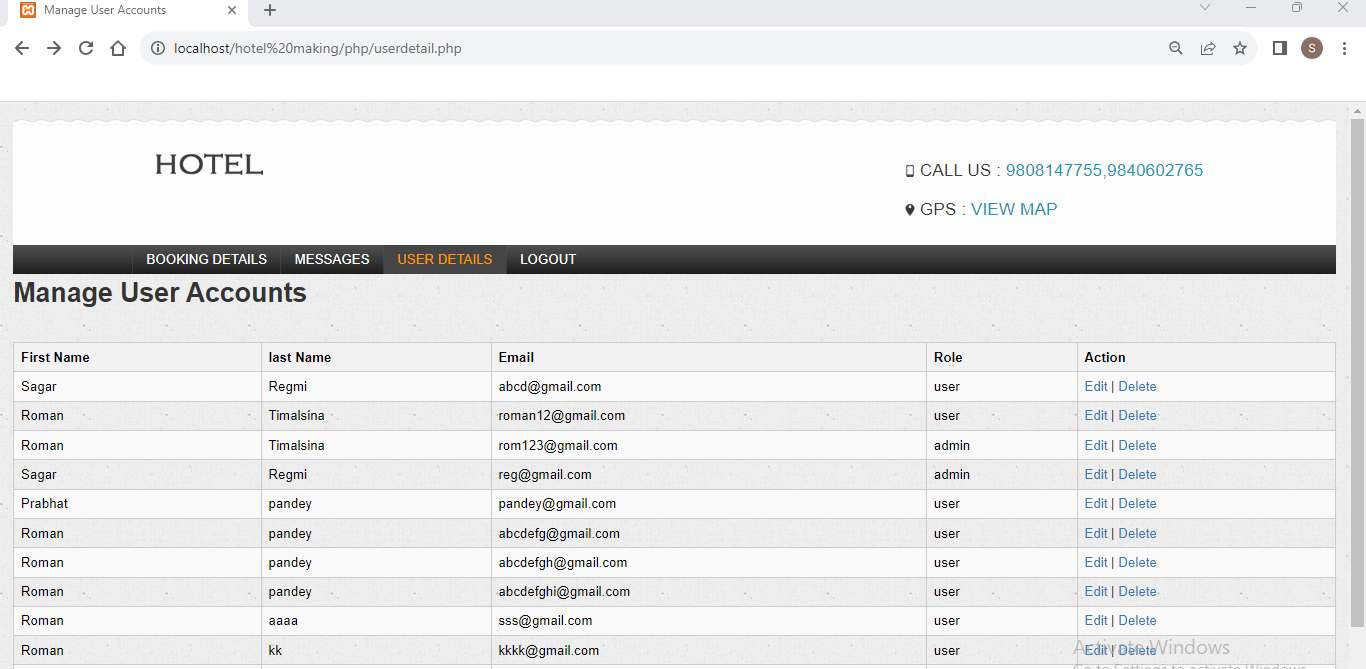 Manage User Accounts
localhost/hotel%20making/php/userdetail.php
S
HOTEL
CALL US : 9808147755,9840602765
GPS : VIEW MAP
BOOKING DETAILS MESSAGES USER DETAILS LOGOUT
Manage User Accounts
First Name last Name Email Role Action
Sagar Regmi abcd@gmail.com user Edit | Delete
Roman Timalsina roman12@gmail.com user Edit | Delete
Roman Timalsina rom123@gmail.com admin Edit | Delete
Sagar Regmi reg@gmail.com admin Edit | Delete
Prabhat pandey pandey@gmail.com user Edit | Delete
Roman pandey abcdefg@gmail.com user Edit | Delete
Roman pandey abcdefgh@gmail.com user Edit | Delete
Roman pandey abcdefghi@gmail.com user Edit | Delete
Roman aaaa sss@gmail.com user Edit | Delete
Roman kk kkkk@gmail.com user Edit | Delete
Activate Windows
Go to Settings to activate Windows.